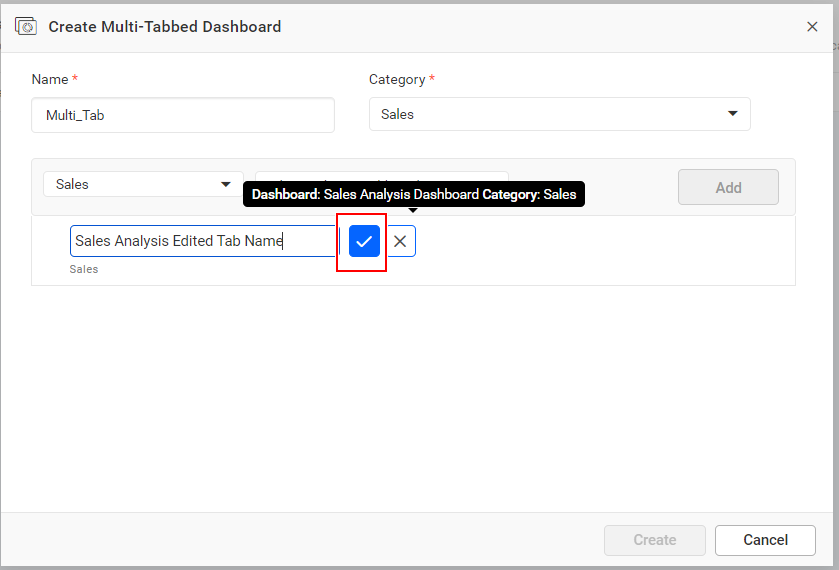 Create Multi-Tabbed Dashboard
Name *
Category *
Multi_Tab
Sales
Sales
Add
Dashboard: Sales Analysis Dashboard Category: Sales
Sales Analysis Edited Tab Name
Sales
Create
Cancel